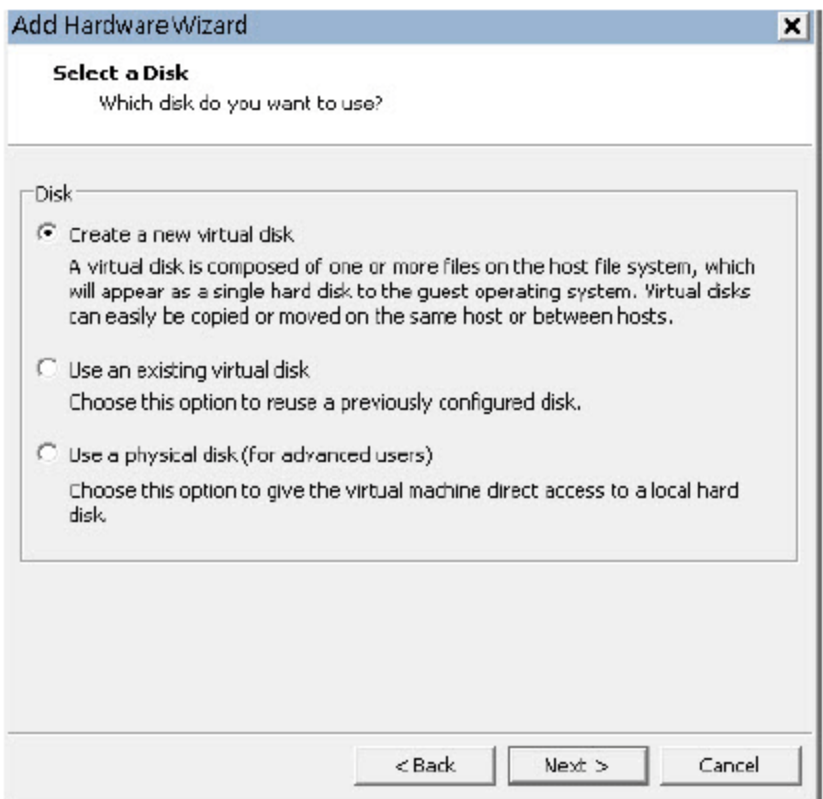 Add Hardware Wizard
Select a Disk
Which disk do you want to use?
Disk
Create a new virtual disk
A virtual disk is composed of one or more files on the host file system, which
will appear as a single hard disk to the guest operating system. Virtual disks
can easily be copied or moved on the same host or between hosts.
Use an existing virtual disk
Choose this option to reuse a previously configured disk.
Use a physical disk (for advanced users)
Choose this option to give the virtual machine direct access to a local hard
disk.
< Back
Next >
Cancel